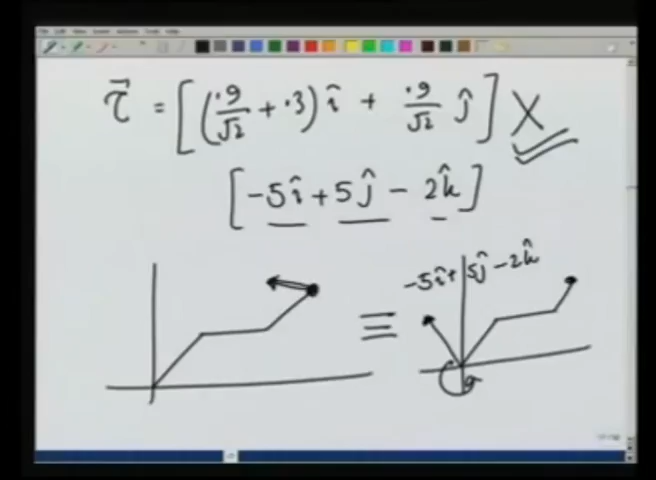 τ⃗ = [(.9/√2 + .3) î + .9/√2 ĵ] X
[-5î + 5ĵ - 2k̂]
-5î + 5ĵ - 2k̂
≡